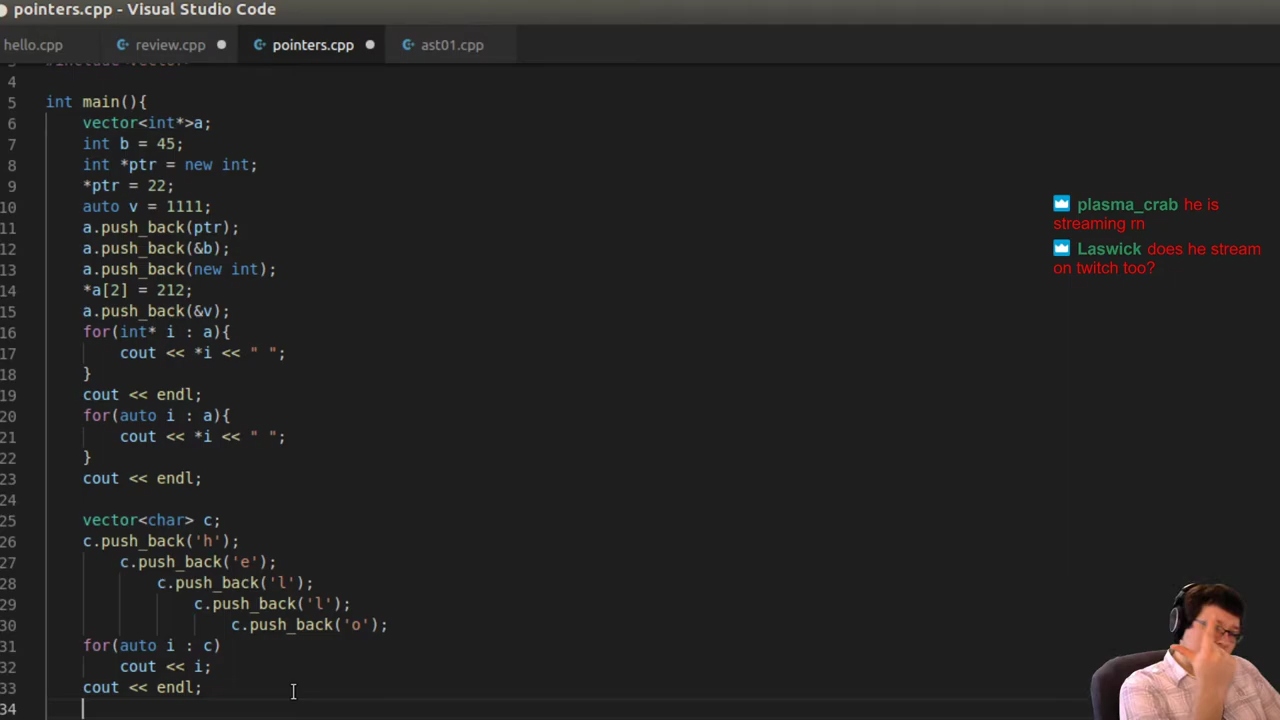 pointers.cpp - Visual Studio Code
hello.cpp review.cpp pointers.cpp ast01.cpp
4
5 int main(){
6 vector<int*>a;
7 int b = 45;
8 int *ptr = new int;
9 *ptr = 22;
10 auto v = 1111;
11 a.push_back(ptr);
12 a.push_back(&b);
13 a.push_back(new int);
14 *a[2] = 212;
15 a.push_back(&v);
16 for(int* i : a){
17 cout << *i << " ";
18 }
19 cout << endl;
20 for(auto i : a){
21 cout << *i << " ";
22 }
23 cout << endl;
24
25 vector<char> c;
26 c.push_back('h');
27 c.push_back('e');
28 c.push_back('l');
29 c.push_back('l');
30 c.push_back('o');
31 for(auto i : c)
32 cout << i;
33 cout << endl;
34
plasma_crab he is
streaming rn
Laswick does he stream
on twitch too?